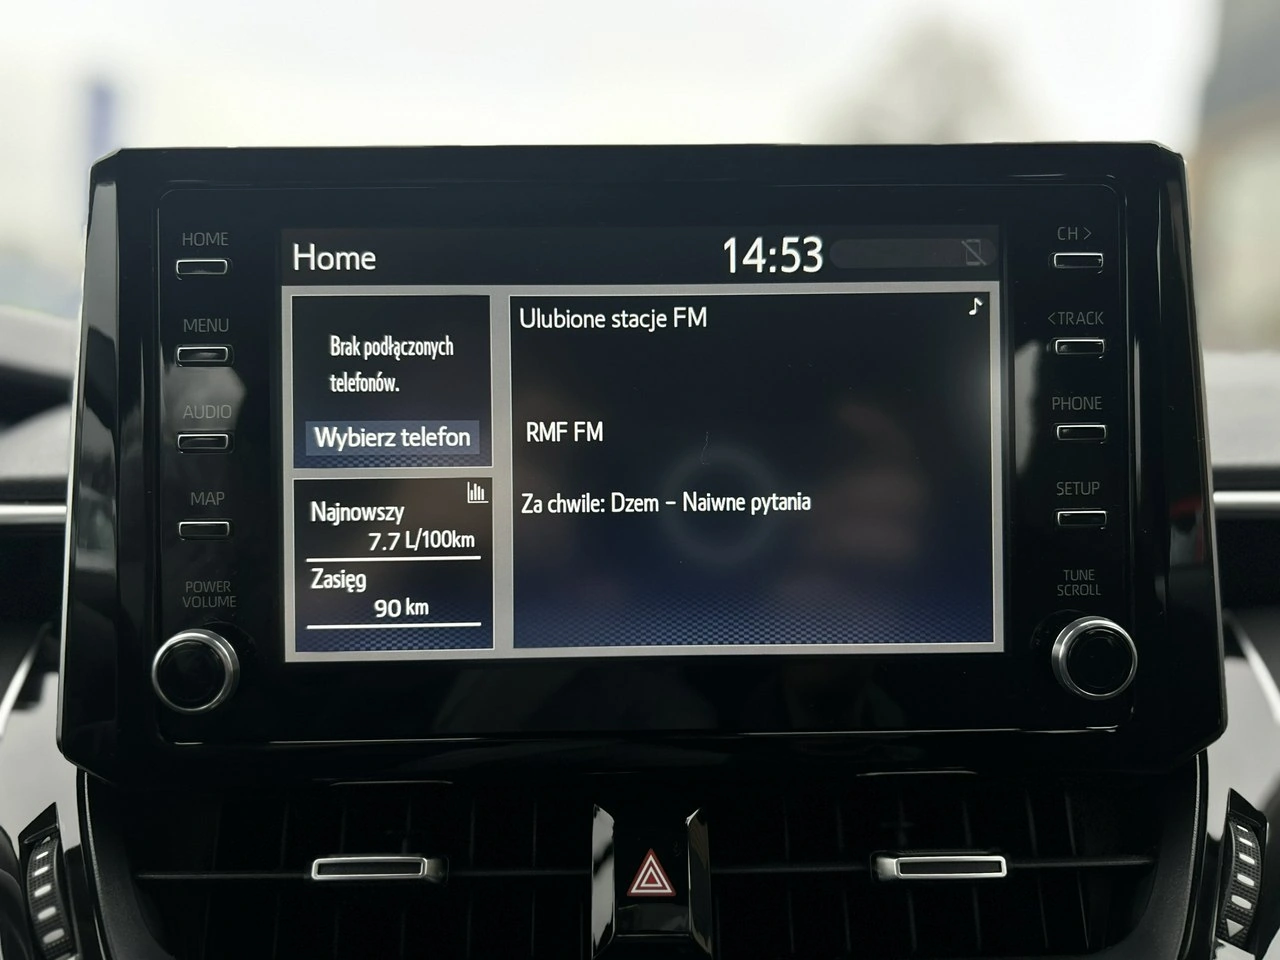 HOME
MENU
AUDIO
MAP
POWER
VOLUME
Home
14:53
Brak podłączonych
telefonów.
Wybierz telefon
Najnowszy
7.7 L/100km
Zasięg
90 km
Ulubione stacje FM
RMF FM
Za chwile: Dzem – Naiwne pytania
CH >
<TRACK
PHONE
SETUP
TUNE
SCROLL